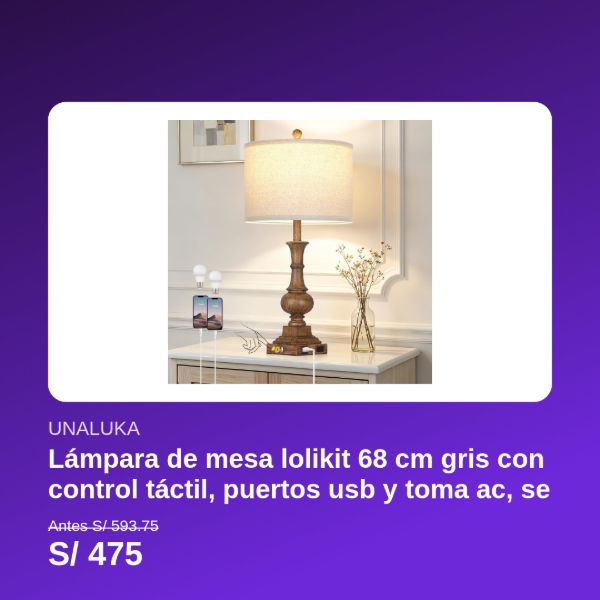 UNALUKA
Lámpara de mesa lolikit 68 cm gris con
control táctil, puertos usb y toma ac, se
Antes S/ 593.75
S/ 475